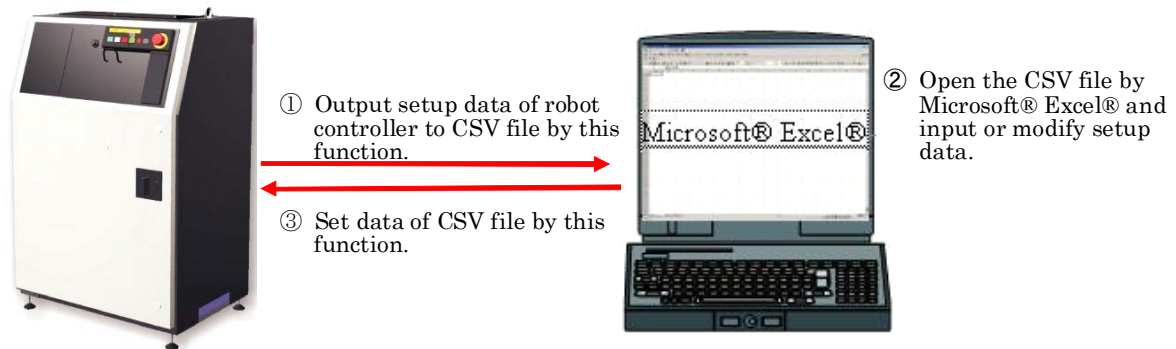 ① Output setup data of robot
controller to CSV file by this
function.
③ Set data of CSV file by this
function.
Microsoft® Excel®
② Open the CSV file by
Microsoft® Excel® and
input or modify setup
data.